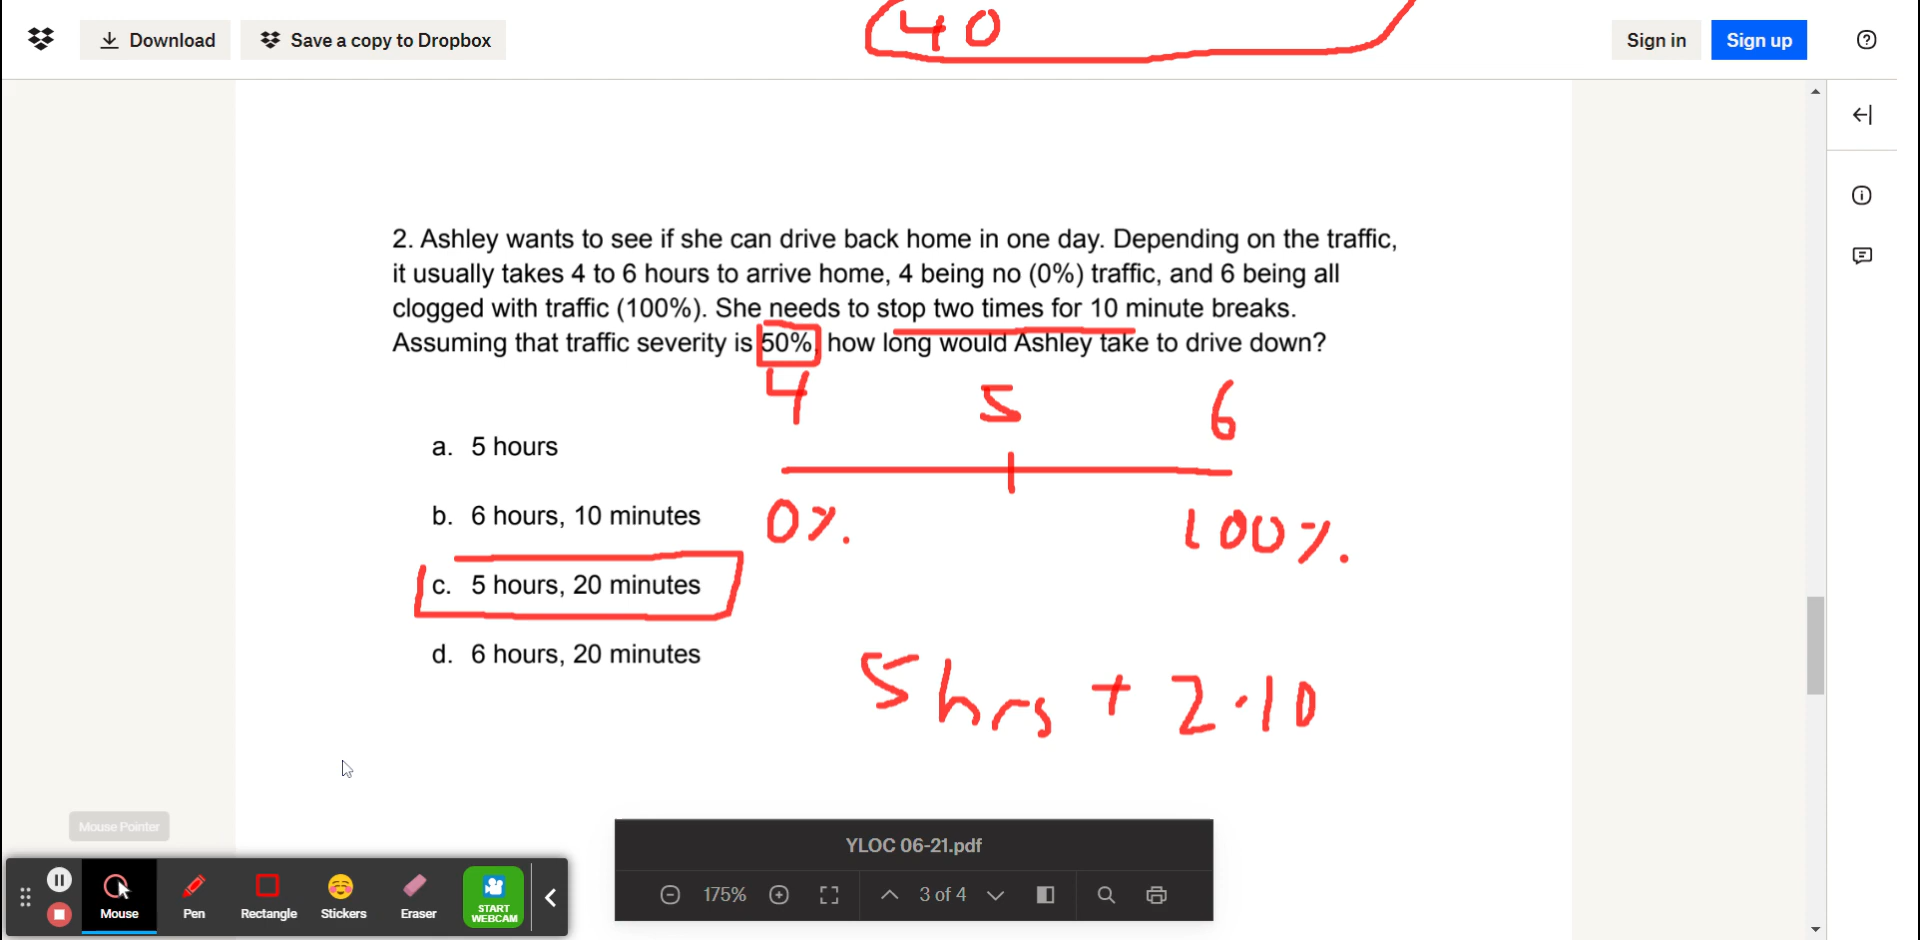 40
Download
Save a copy to Dropbox
Sign in
Sign up
2. Ashley wants to see if she can drive back home in one day. Depending on the traffic,
it usually takes 4 to 6 hours to arrive home, 4 being no (0%) traffic, and 6 being all
clogged with traffic (100%). She needs to stop two times for 10 minute breaks.
Assuming that traffic severity is 50%, how long would Ashley take to drive down?
4 5 6
a. 5 hours
b. 6 hours, 10 minutes
0%. 100%.
c. 5 hours, 20 minutes
d. 6 hours, 20 minutes
5 hrs + 2·10
Mouse Pointer
YLOC 06-21.pdf
175%
3 of 4
Mouse
Pen
Rectangle
Stickers
Eraser
START
WEBCAM